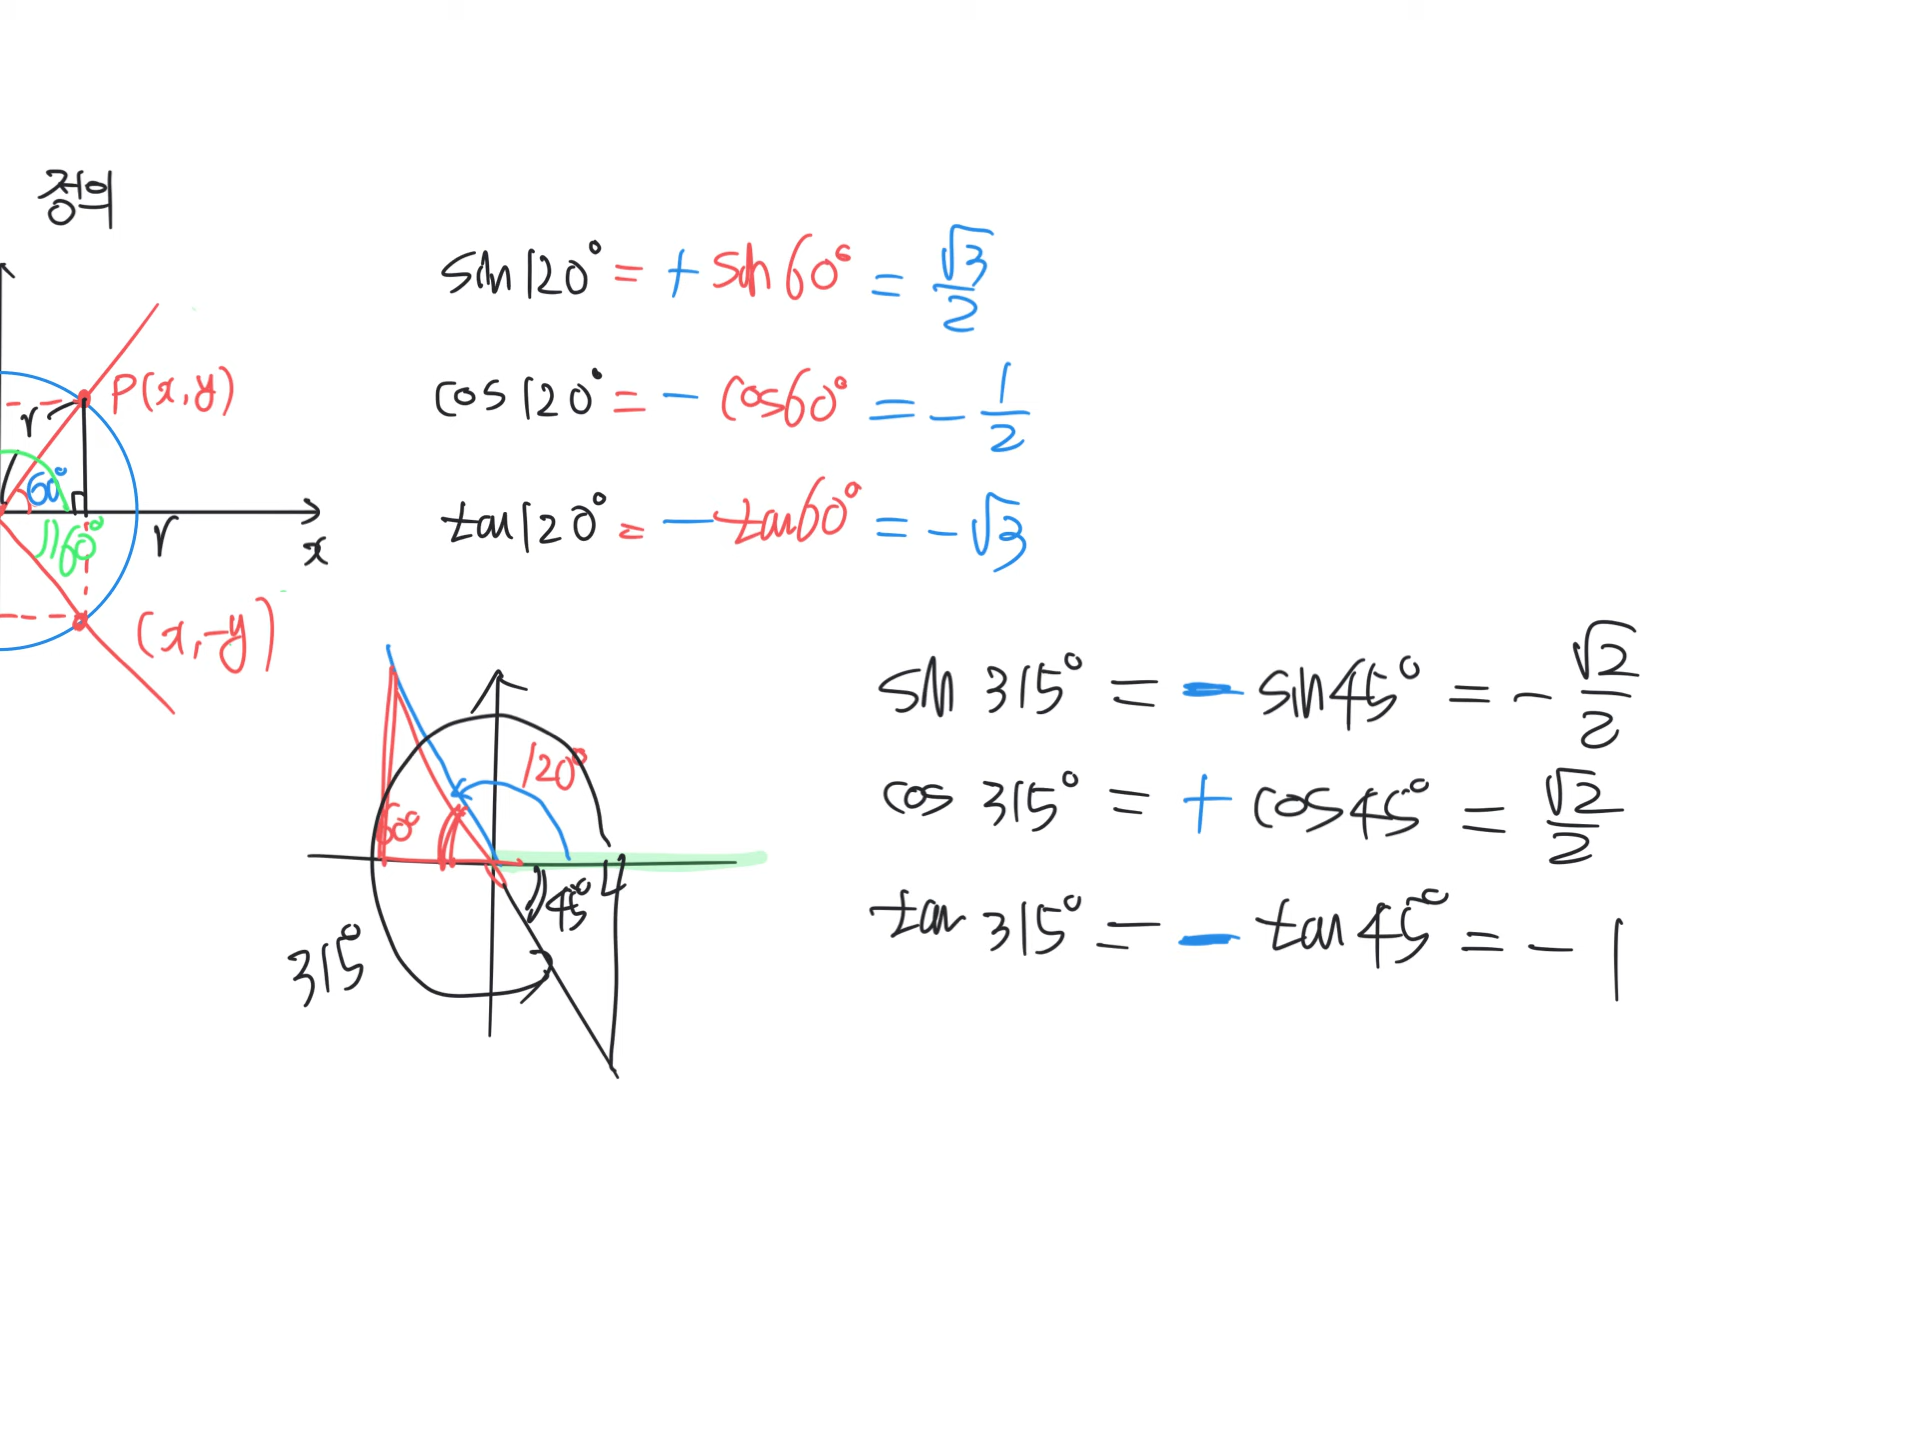 정의
sin120° = + sin60° = √3/2
P(x,y)
r
cos120° = - cos60° = - 1/2
60°
tan120° = - tan60° = - √3
r
x
(x,-y)
sin 315° = - sin45° = - √2/2
120°
cos 315° = + cos45° = √2/2
60°
45°
tan 315° = - tan45° = - 1
315°